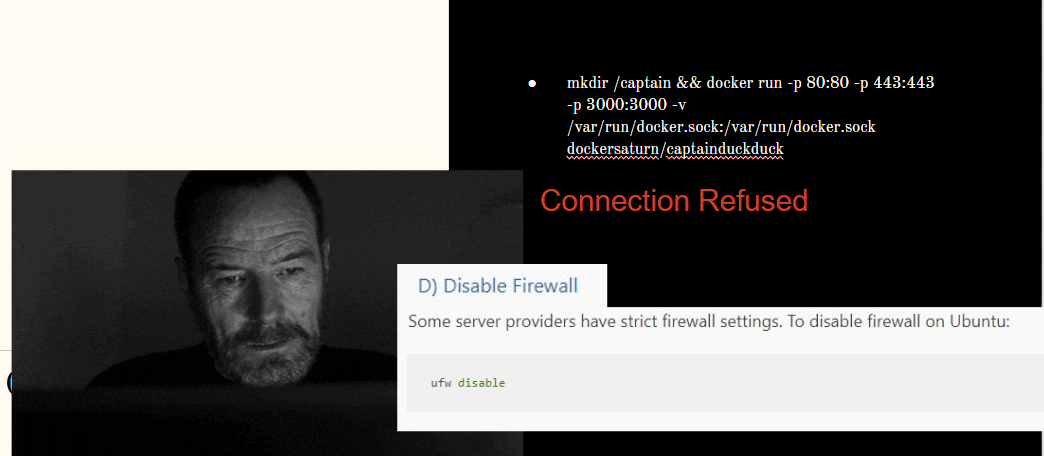 ● mkdir /captain && docker run -p 80:80 -p 443:443
-p 3000:3000 -v
/var/run/docker.sock:/var/run/docker.sock
dockersaturn/captainduckduck
Connection Refused
D) Disable Firewall
Some server providers have strict firewall settings. To disable firewall on Ubuntu:
ufw disable